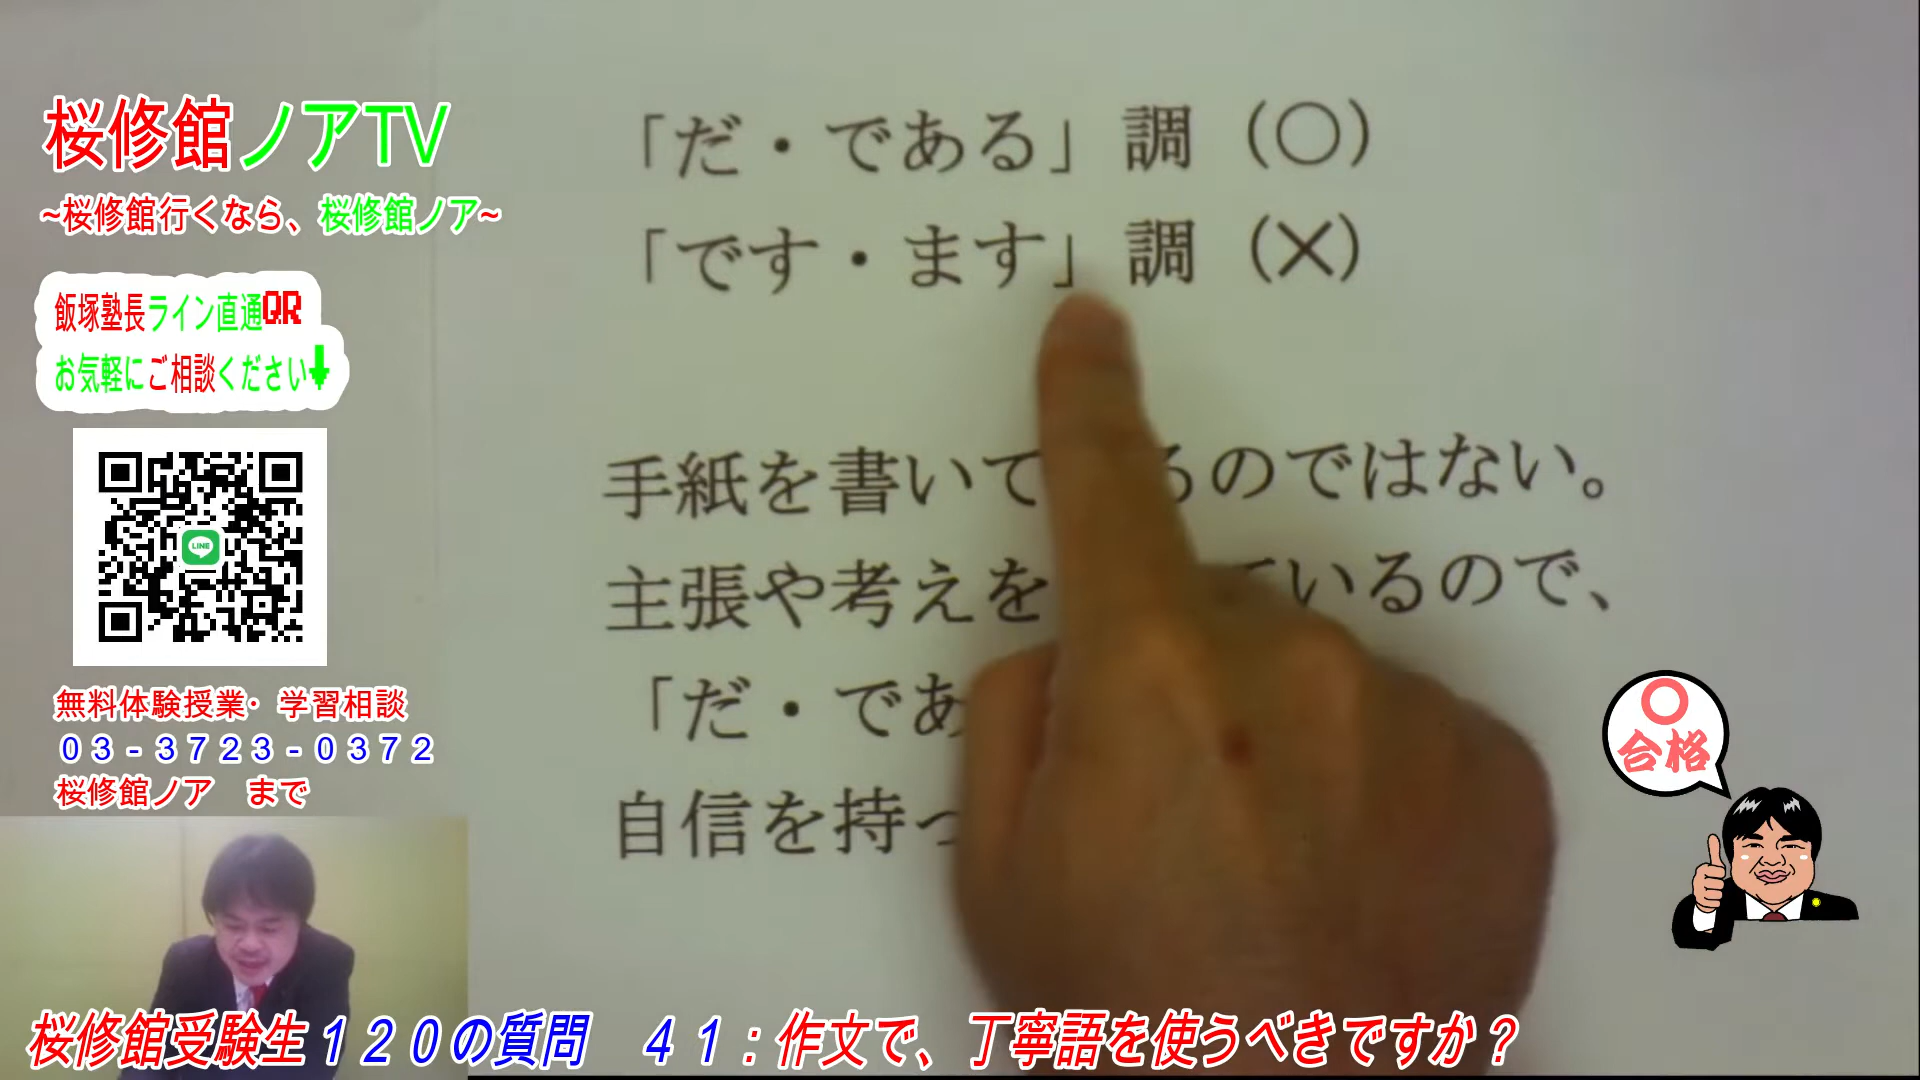 桜修館ノアTV
~桜修館行くなら、桜修館ノア~
飯塚塾長ライン直通QR
お気軽にご相談ください↓
LINE
無料体験授業・学習相談
03-3723-0372
桜修館ノア　まで
「だ・である」調（○）
「です・ます」調（×）
手紙を書いて るのではない。
主張や考えを ているので、
「だ・であ
自信を持っ
○
合格
桜修館受験生１２０の質問　４１：作文で、丁寧語を使うべきですか？